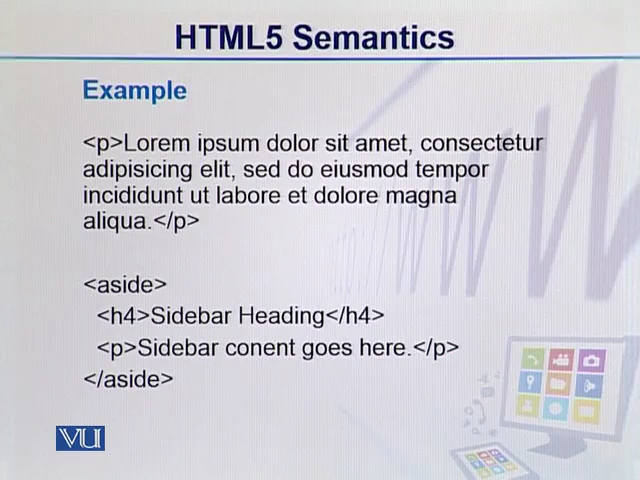 HTML5 Semantics
Example
<p>Lorem ipsum dolor sit amet, consectetur
adipisicing elit, sed do eiusmod tempor
incididunt ut labore et dolore magna
aliqua.</p>
<aside>
<h4>Sidebar Heading</h4>
<p>Sidebar conent goes here.</p>
</aside>
VU